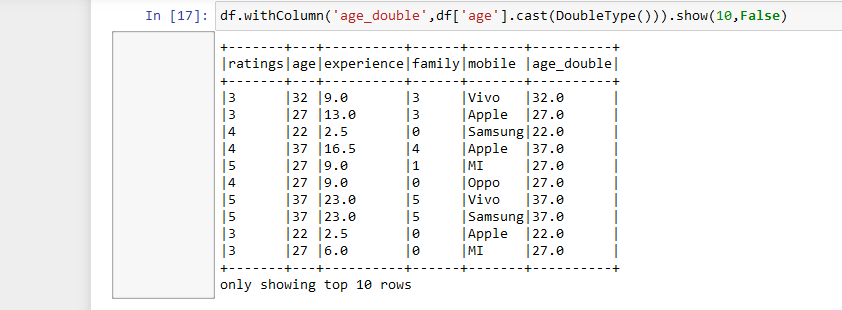 In [17]: df.withColumn('age_double',df['age'].cast(DoubleType())).show(10,False)
+-------+---+----------+------+-------+----------+
|ratings|age|experience|family|mobile |age_double|
+-------+---+----------+------+-------+----------+
|3      |32 |9.0       |3     |Vivo   |32.0      |
|3      |27 |13.0      |3     |Apple  |27.0      |
|4      |22 |2.5       |0     |Samsung|22.0      |
|4      |37 |16.5      |4     |Apple  |37.0      |
|5      |27 |9.0       |1     |MI     |27.0      |
|4      |27 |9.0       |0     |Oppo   |27.0      |
|5      |37 |23.0      |5     |Vivo   |37.0      |
|5      |37 |23.0      |5     |Samsung|37.0      |
|3      |22 |2.5       |0     |Apple  |22.0      |
|3      |27 |6.0       |0     |MI     |27.0      |
+-------+---+----------+------+-------+----------+
only showing top 10 rows